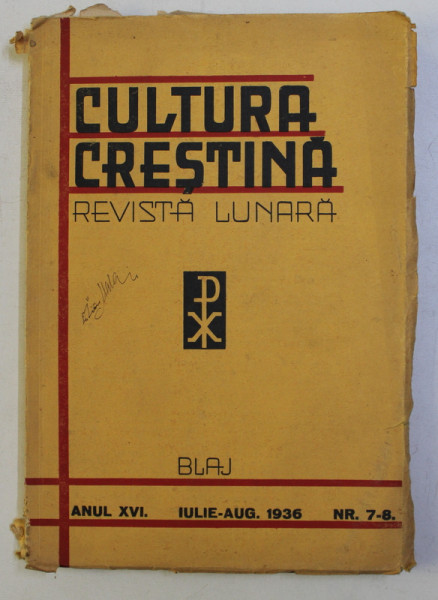 CULTURA
CREȘTINĂ
REVISTĂ LUNARĂ
BLAJ
ANUL XVI. IULIE-AUG. 1936 NR. 7-8.